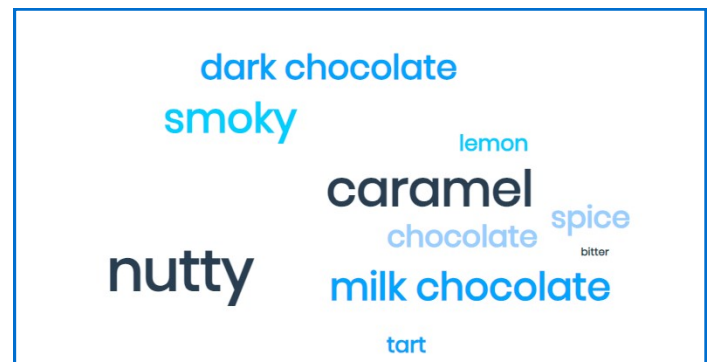 dark chocolate
smoky
lemon
caramel
spice
chocolate
bitter
nutty
milk chocolate
tart